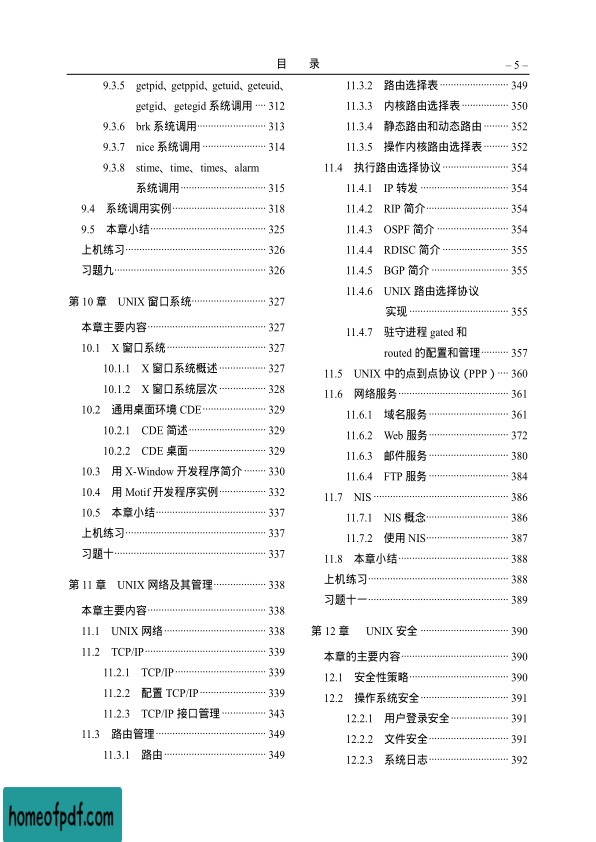 目 录 – 5 –
9.3.5 getpid、getppid、getuid、geteuid、
getgid、getegid 系统调用 ···· 312
9.3.6 brk 系统调用························ 313
9.3.7 nice 系统调用 ······················ 314
9.3.8 stime、time、times、alarm
系统调用······························ 315
9.4 系统调用实例································· 318
9.5 本章小结········································ 325
上机练习················································· 326
习题九····················································· 326
第 10 章 UNIX 窗口系统·························· 327
本章主要内容·········································· 327
10.1 X 窗口系统··································· 327
10.1.1 X 窗口系统概述················ 327
10.1.2 X 窗口系统层次················ 328
10.2 通用桌面环境 CDE······················ 329
10.2.1 CDE 简述··························· 329
10.2.2 CDE 桌面··························· 329
10.3 用 X-Window 开发程序简介 ········ 330
10.4 用 Motif 开发程序实例················· 332
10.5 本章小结······································· 337
上机练习················································· 337
习题十····················································· 337
第 11 章 UNIX 网络及其管理··················· 338
本章主要内容·········································· 338
11.1 UNIX 网络···································· 338
11.2 TCP/IP··········································· 339
11.2.1 TCP/IP································ 339
11.2.2 配置 TCP/IP······················· 339
11.2.3 TCP/IP 接口管理 ··············· 343
11.3 路由管理······································· 349
11.3.1 路由···································· 349
11.3.2 路由选择表························ 349
11.3.3 内核路由选择表················ 350
11.3.4 静态路由和动态路由········ 352
11.3.5 操作内核路由选择表········ 352
11.4 执行路由选择协议······················· 354
11.4.1 IP 转发 ······························ 354
11.4.2 RIP 简介····························· 354
11.4.3 OSPF 简介 ························ 354
11.4.4 RDISC 简介 ······················ 355
11.4.5 BGP 简介 ·························· 355
11.4.6 UNIX 路由选择协议
实现 ·································· 355
11.4.7 驻守进程 gated 和
routed 的配置和管理·········· 357
11.5 UNIX 中的点到点协议（PPP）···· 360
11.6 网络服务······································· 361
11.6.1 域名服务···························· 361
11.6.2 Web 服务···························· 372
11.6.3 邮件服务···························· 380
11.6.4 FTP 服务···························· 384
11.7 NIS ··············································· 386
11.7.1 NIS 概念····························· 386
11.7.2 使用 NIS····························· 387
11.8 本章小结······································· 388
上机练习················································· 388
习题十一················································· 389
第 12 章 UNIX 安全 ······························· 390
本章的主要内容······································ 390
12.1 安全性策略··································· 390
12.2 操作系统安全······························· 391
12.2.1 用户登录安全···················· 391
12.2.2 文件安全···························· 391
12.2.3 系统日志···························· 392
homeofpdf.com